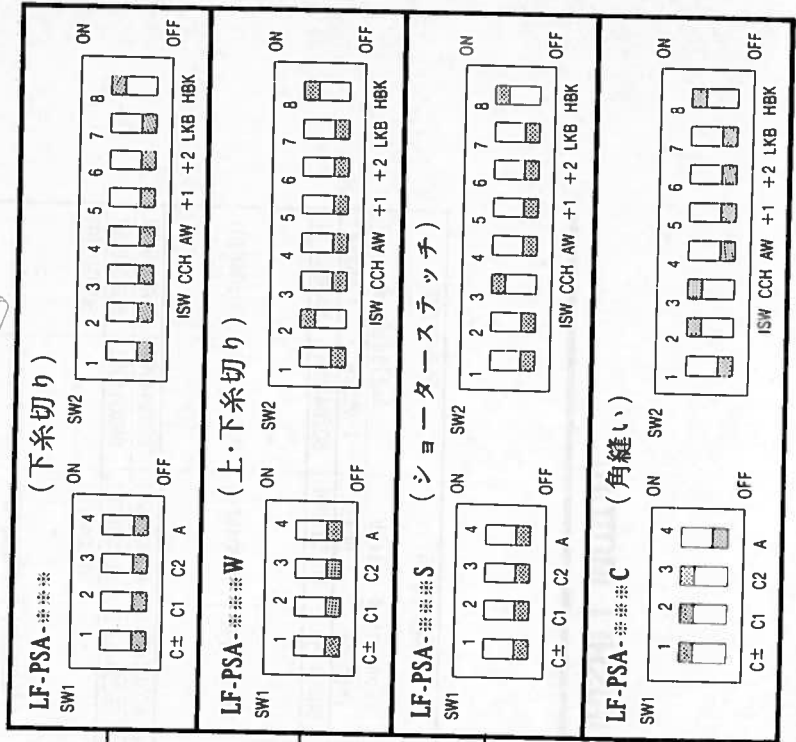 LF-PSA-※※※ (下糸切り)
SW1 ON
1 2 3 4
C± C1 C2 A
OFF
SW2 ON
1 2 3 4 5 6 7 8
ISW CCH AW +1 +2 LKB HBK
OFF
LF-PSA-※※※W (上・下糸切り)
SW1 ON
1 2 3 4
C± C1 C2 A
OFF
SW2 ON
1 2 3 4 5 6 7 8
ISW CCH AW +1 +2 LKB HBK
OFF
LF-PSA-※※※S (ショーターステッチ)
SW1 ON
1 2 3 4
C± C1 C2 A
OFF
SW2 ON
1 2 3 4 5 6 7 8
ISW CCH AW +1 +2 LKB HBK
OFF
LF-PSA-※※※C (角縫い)
SW1 ON
1 2 3 4
C± C1 C2 A
OFF
SW2 ON
1 2 3 4 5 6 7 8
ISW CCH AW +1 +2 LKB HBK
OFF